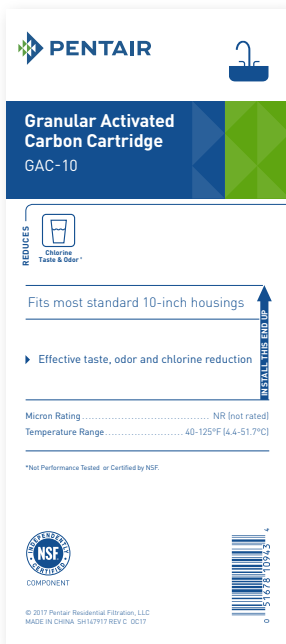 PENTAIR
Granular Activated
Carbon Cartridge
GAC-10
REDUCES
Chlorine
Taste & Odor*
Fits most standard 10-inch housings
INSTALL THIS END UP
Effective taste, odor and chlorine reduction
Micron Rating........................................ NR (not rated)
Temperature Range........................ 40-125°F (4.4-51.7°C)
*Not Performance Tested or Certified by NSF.
INDEPENDENTLY
NSF
CERTIFIED
COMPONENT
0 51678 10943 4
© 2017 Pentair Residential Filtration, LLC
MADE IN CHINA SH147917 REV C OC17